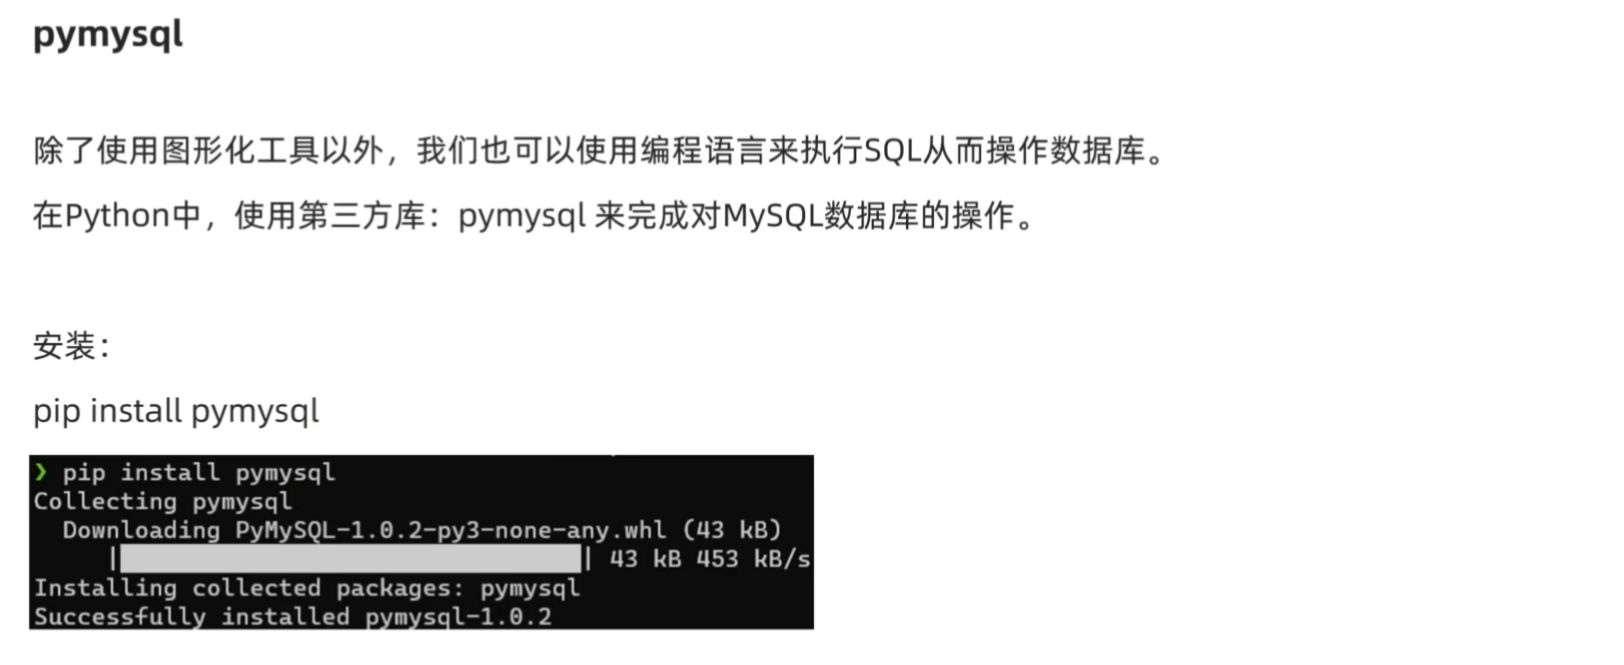 pymysql
除了使用图形化工具以外，我们也可以使用编程语言来执行SQL从而操作数据库。
在Python中，使用第三方库：pymysql 来完成对MySQL数据库的操作。
安装：
pip install pymysql
❯ pip install pymysql
Collecting pymysql
  Downloading PyMySQL-1.0.2-py3-none-any.whl (43 kB)
     |████████████████████████████████| 43 kB 453 kB/s
Installing collected packages: pymysql
Successfully installed pymysql-1.0.2